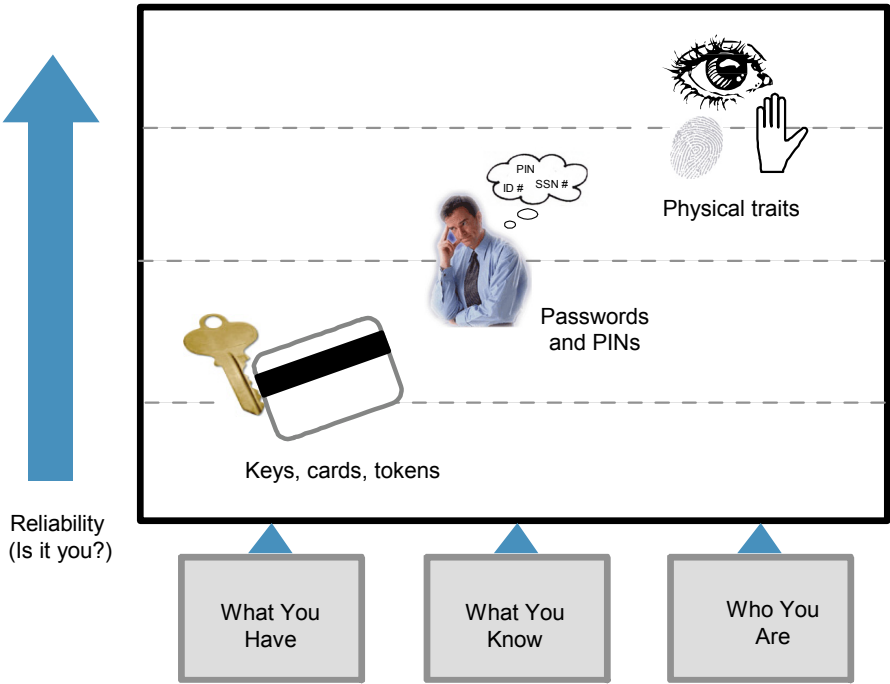 PIN
ID #
SSN #
Physical traits
Passwords
and PINs
Keys, cards, tokens
Reliability
(Is it you?)
What You
Have
What You
Know
Who You
Are